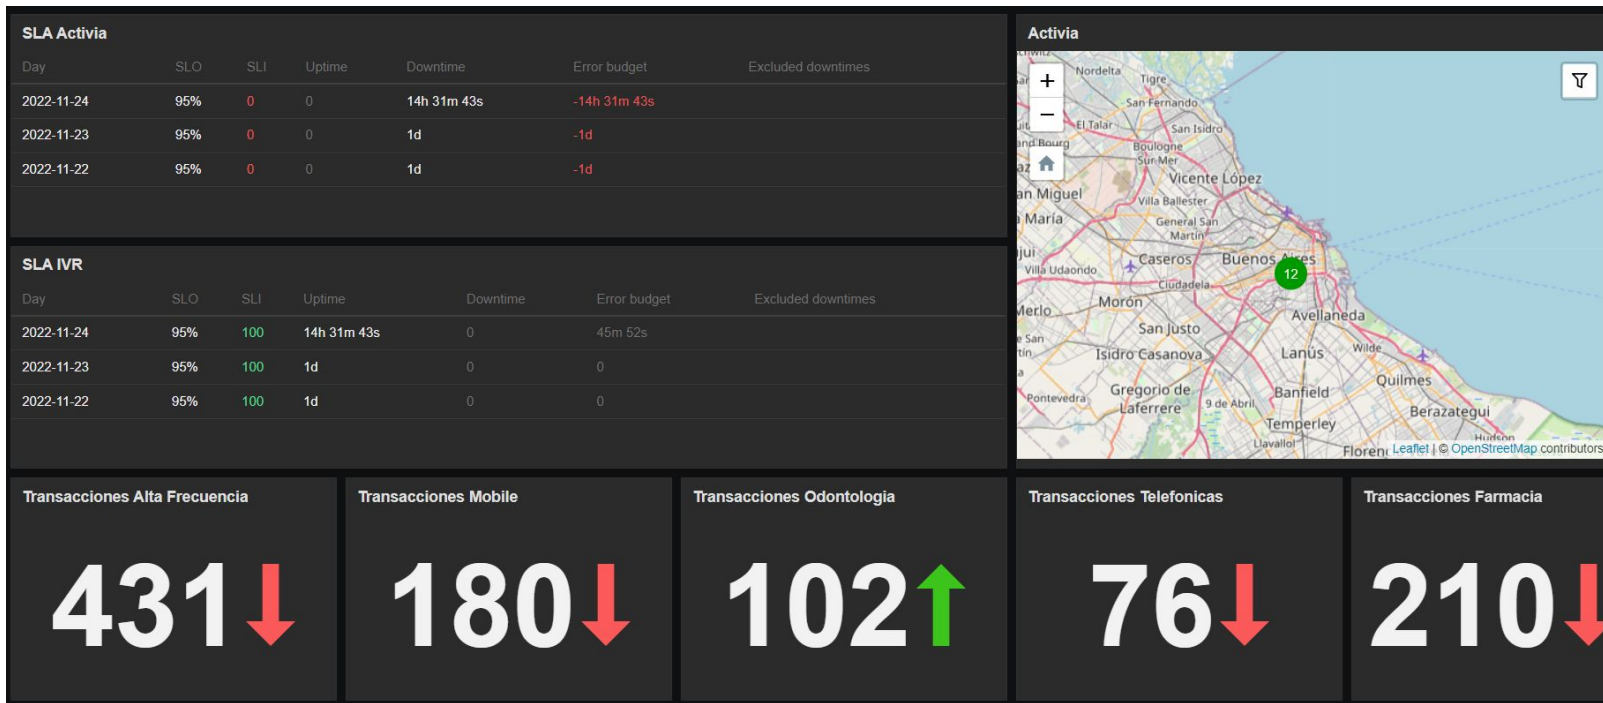 SLA Activia
Day SLO SLI Uptime Downtime Error budget Excluded downtimes
2022-11-24 95% 0 0 14h 31m 43s -14h 31m 43s
2022-11-23 95% 0 0 1d -1d
2022-11-22 95% 0 0 1d -1d
SLA IVR
Day SLO SLI Uptime Downtime Error budget Excluded downtimes
2022-11-24 95% 100 14h 31m 43s 0 45m 52s
2022-11-23 95% 100 1d 0 0
2022-11-22 95% 100 1d 0 0
Activia
+
−
Nordelta
Tigre
San Fernando
El Talar
San Isidro
Boulogne
Sur Mer
Vicente López
Villa Ballester
General San
Martín
Caseros
Buenos Aires
12
Villa Udaondo
Ciudadela
Morón
Avellaneda
San Justo
Isidro Casanova
Lanús
Wilde
Quilmes
Gregorio de
Laferrere
Pontevedra
9 de Abril
Banfield
Berazategui
Temperley
Llavallol
Hudson
Leaflet | © OpenStreetMap contributors
Transacciones Alta Frecuencia
431
Transacciones Mobile
180
Transacciones Odontologia
102
Transacciones Telefonicas
76
Transacciones Farmacia
210